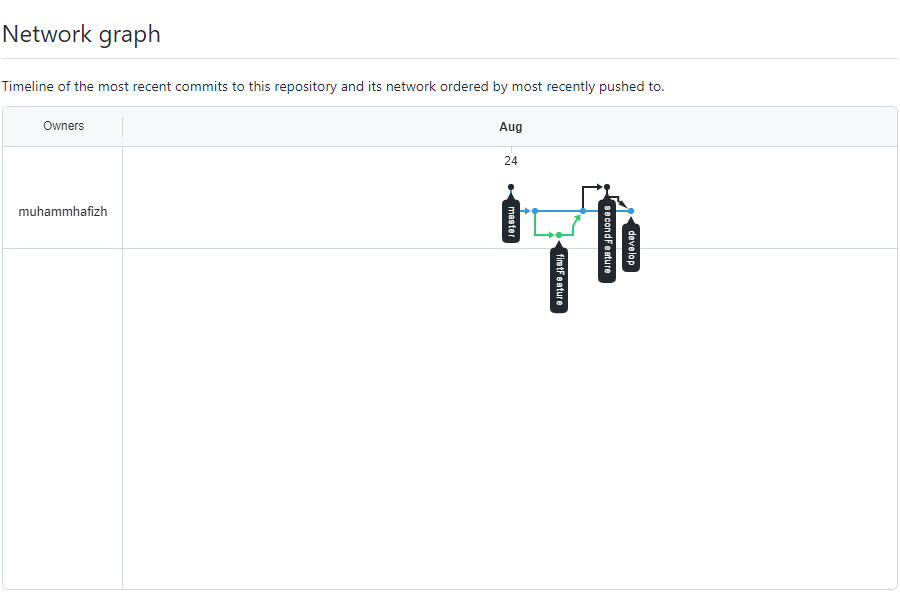 Network graph
Timeline of the most recent commits to this repository and its network ordered by most recently pushed to.
Owners
Aug
24
muhammhafizh
master
firstFeature
secondFeature
develop